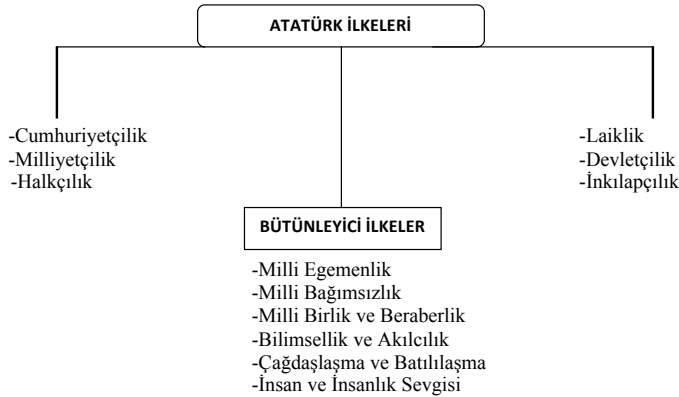 ATATÜRK İLKELERİ
-Cumhuriyetçilik
-Milliyetçilik
-Halkçılık
-Laiklik
-Devletçilik
-İnkılapçılık
BÜTÜNLEYİCİ İLKELER
-Milli Egemenlik
-Milli Bağımsızlık
-Milli Birlik ve Beraberlik
-Bilimsellik ve Akılcılık
-Çağdaşlaşma ve Batılılaşma
-İnsan ve İnsanlık Sevgisi